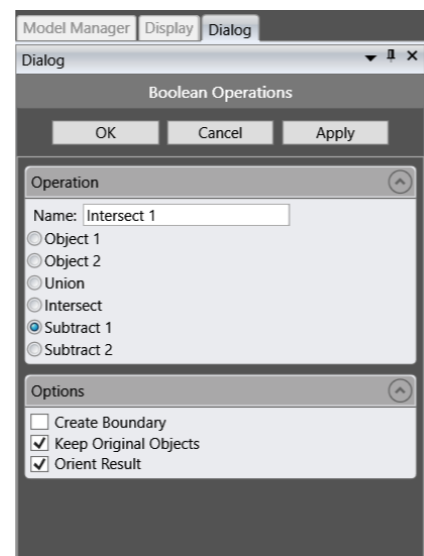 Model Manager Display Dialog
Dialog
Boolean Operations
OK Cancel Apply
Operation
Name: Intersect 1
Object 1
Object 2
Union
Intersect
Subtract 1
Subtract 2
Options
Create Boundary
Keep Original Objects
Orient Result